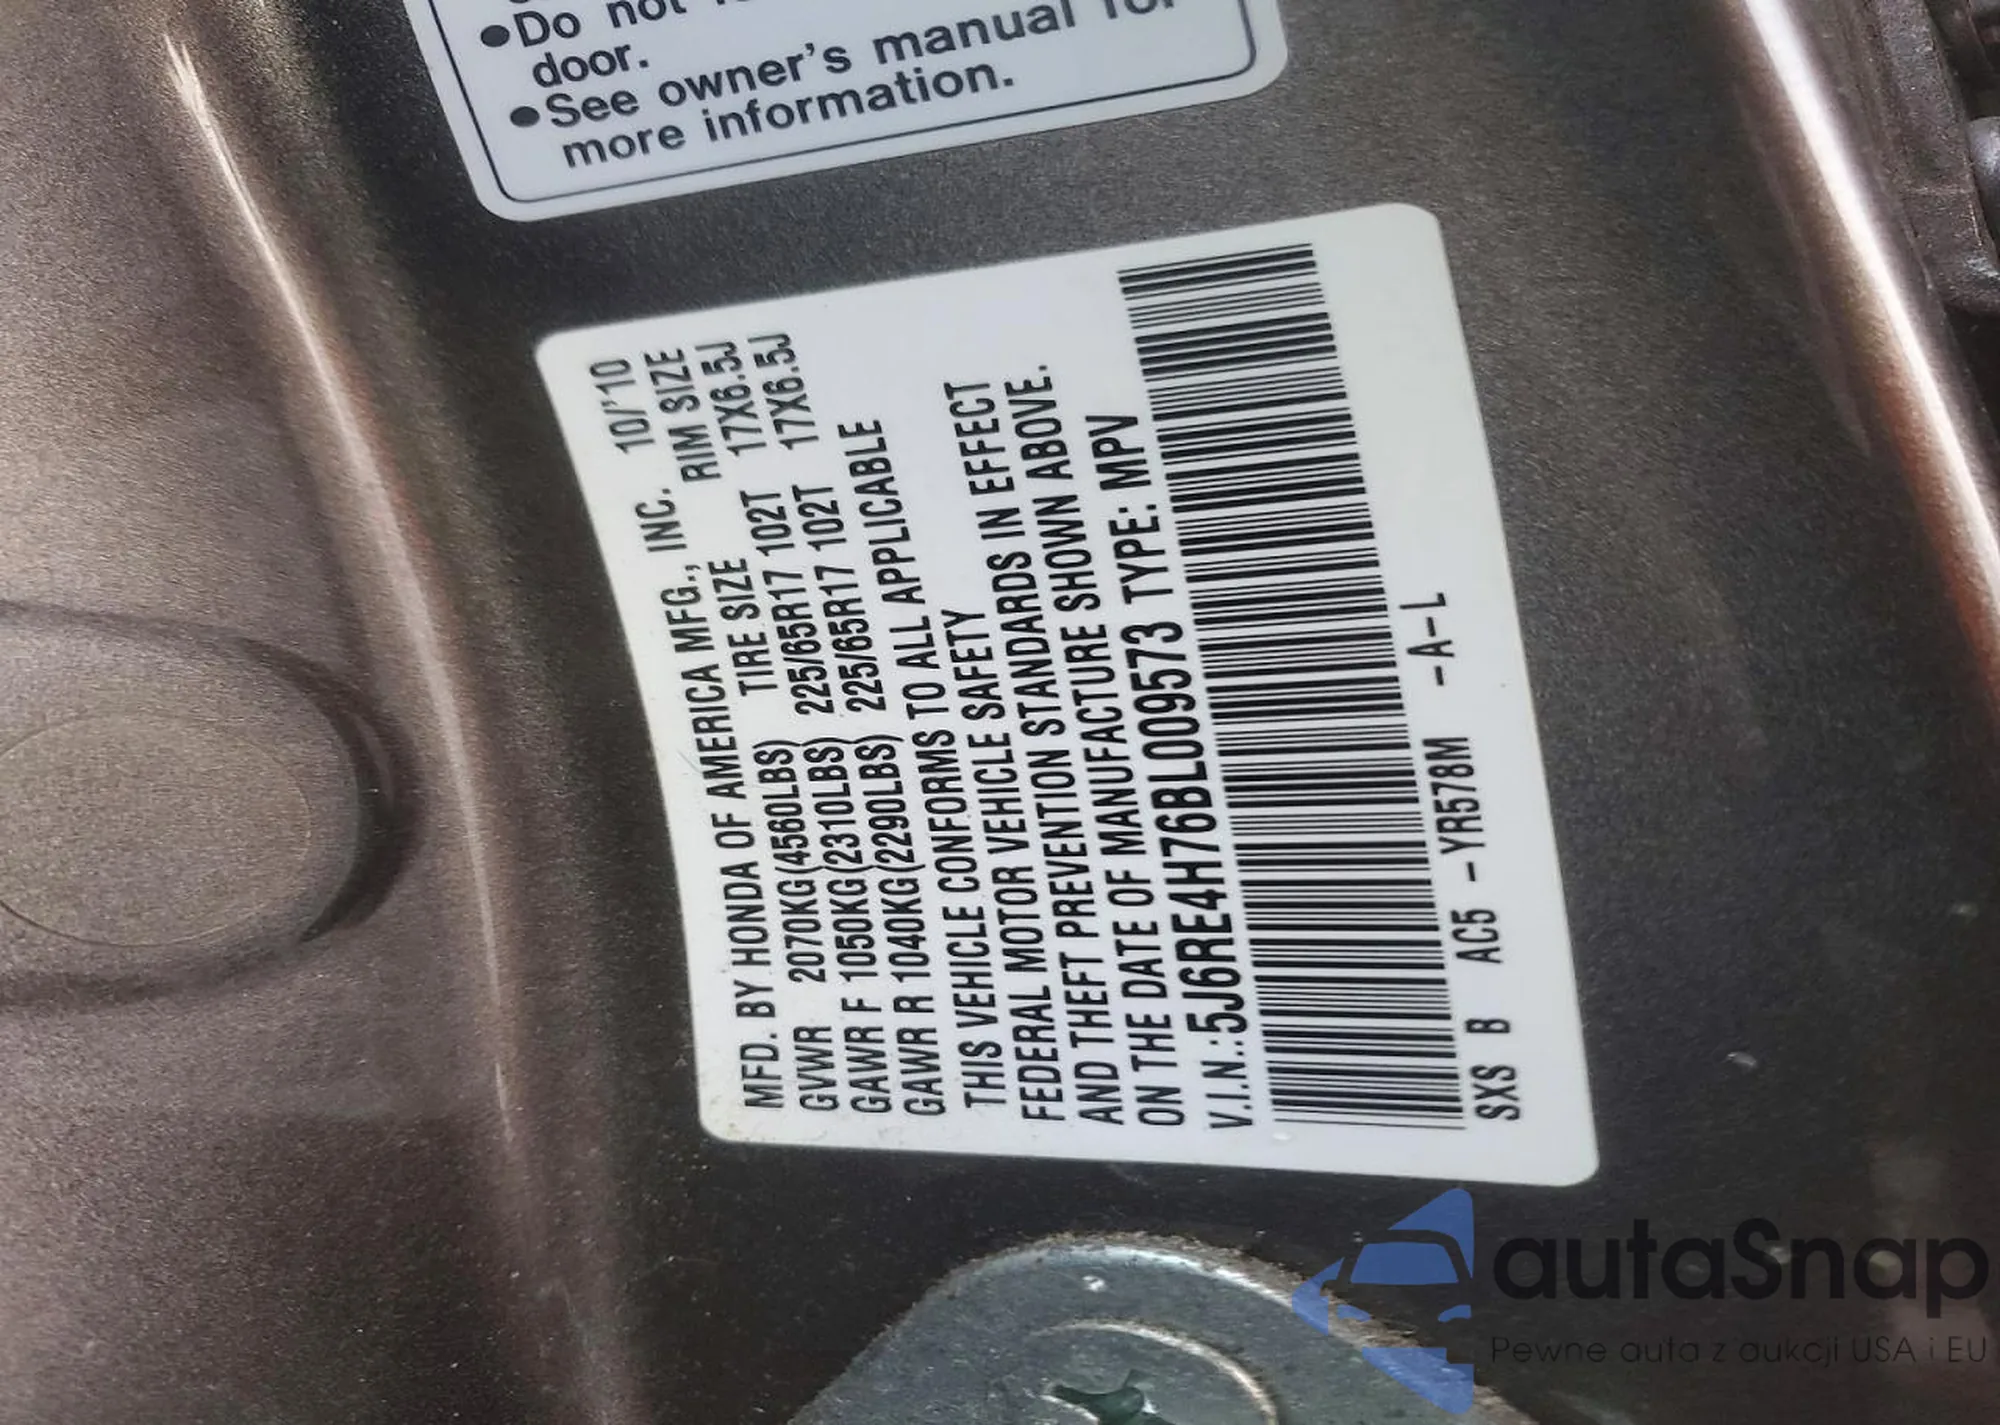 ●Do not
door.
●See owner's manual for
more information.
MFD. BY HONDA OF AMERICA MFG., INC. 10/'10
TIRE SIZE RIM SIZE
GVWR 2070KG(4560LBS) 225/65R17 102T 17X6.5J
GAWR F 1050KG(2310LBS) 225/65R17 102T 17X6.5J
GAWR R 1040KG(2290LBS)
THIS VEHICLE CONFORMS TO ALL APPLICABLE
FEDERAL MOTOR VEHICLE SAFETY
AND THEFT PREVENTION STANDARDS IN EFFECT
ON THE DATE OF MANUFACTURE SHOWN ABOVE.
V.I.N.:5J6RE4H76BL009573 TYPE: MPV
SXS B AC5 -YR578M -A-L
autaSnap
Pewne auta z aukcji USA i EU